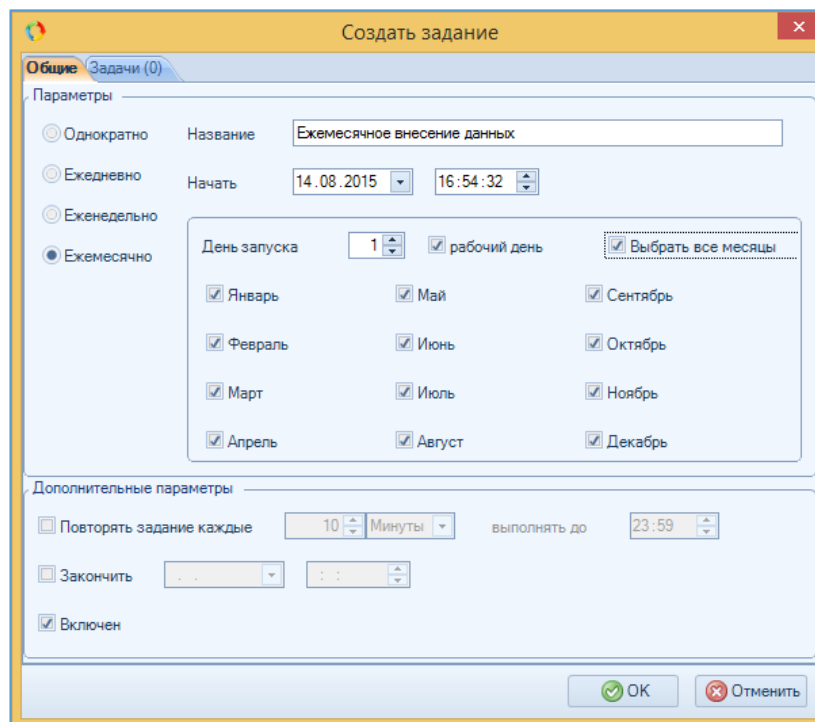 Создать задание
Общие Задачи (0)
Параметры
Однократно Название Ежемесячное внесение данных
Ежедневно Начать 14.08.2015 16:54:32
Еженедельно
Ежемесячно День запуска 1 рабочий день Выбрать все месяцы
Январь Май Сентябрь
Февраль Июнь Октябрь
Март Июль Ноябрь
Апрель Август Декабрь
Дополнительные параметры
Повторять задание каждые 10 Минуты выполнять до 23:59
Закончить . . : :
Включен
OK Отменить